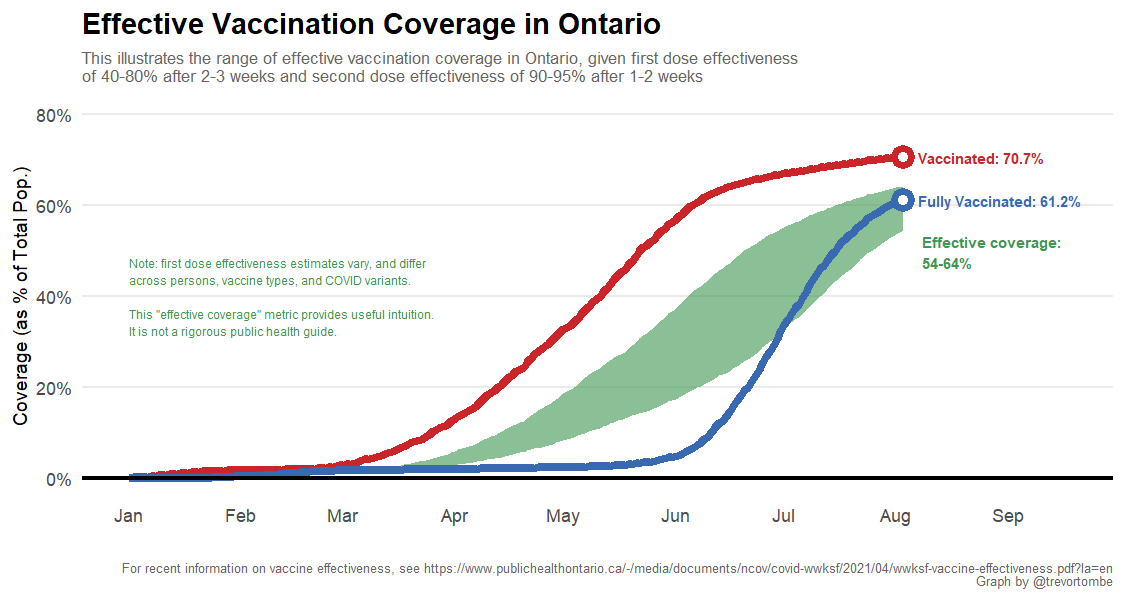 Effective Vaccination Coverage in Ontario
This illustrates the range of effective vaccination coverage in Ontario, given first dose effectiveness
of 40-80% after 2-3 weeks and second dose effectiveness of 90-95% after 1-2 weeks
Coverage (as % of Total Pop.)
80%
60%
40%
20%
0%
Vaccinated: 70.7%
Fully Vaccinated: 61.2%
Effective coverage:
54-64%
Note: first dose effectiveness estimates vary, and differ
across persons, vaccine types, and COVID variants.
This "effective coverage" metric provides useful intuition.
It is not a rigorous public health guide.
Jan Feb Mar Apr May Jun Jul Aug Sep
For recent information on vaccine effectiveness, see https://www.publichealthontario.ca/-/media/documents/ncov/covid-wwksf/2021/04/wwksf-vaccine-effectiveness.pdf?la=en
Graph by @trevortombe